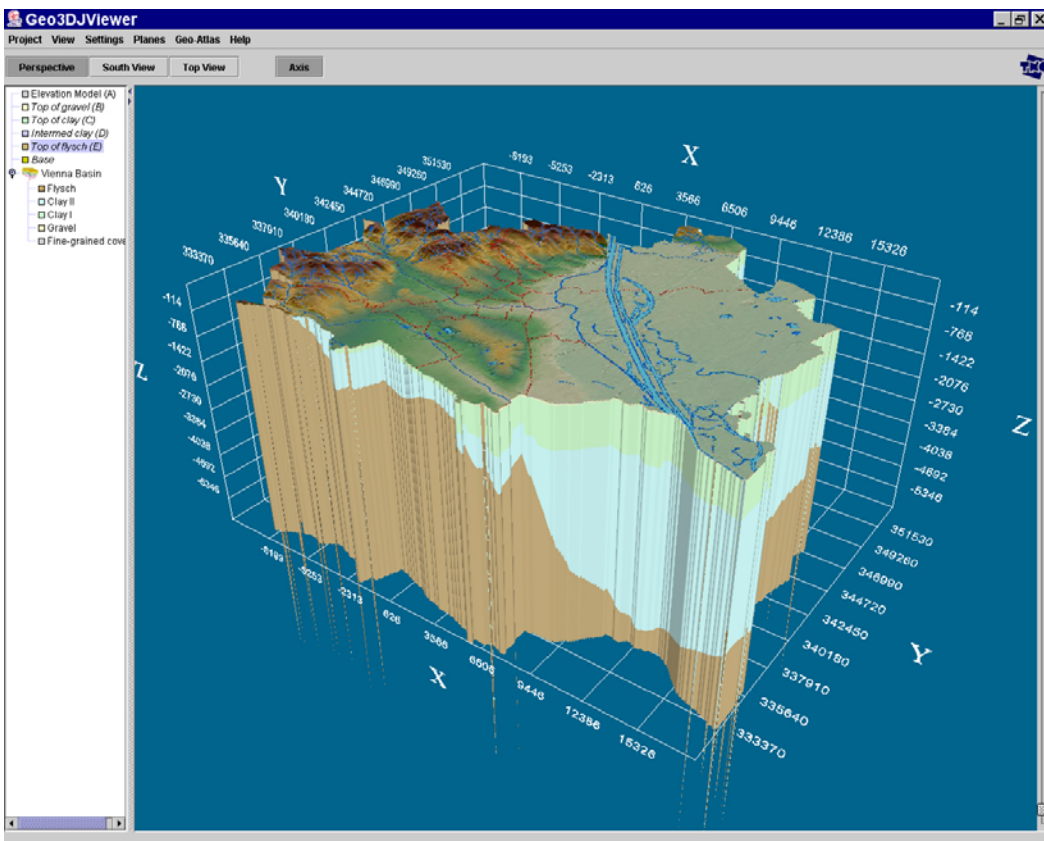 Geo3DJViewer
Project View Settings Planes Geo-Atlas Help
Perspective South View Top View Axis
Elevation Model (A)
Top of gravel (B)
Top of clay (C)
Intermed clay (D)
Top of flysch (E)
Base
Vienna Basin
Flysch
Clay II
Clay I
Gravel
Fine-grained cove
X
-8193 -5253 -2313 626 3566 6506 9446 12386 15326
Y
351530
349260
346990
344720
342450
340180
337910
335640
333370
-114
-768
-1422
-2076
-2730
-3384
-4038
-4692
-5346
Z
-114
-768
-1422
-2076
-2730
-3384
-4038
-4692
-5346
Z
351530
349260
346990
344720
342450
340180
337910
335640
333370
Y
-8193
-5253
-2313
626
3566
6506
9446
12386
15326
X